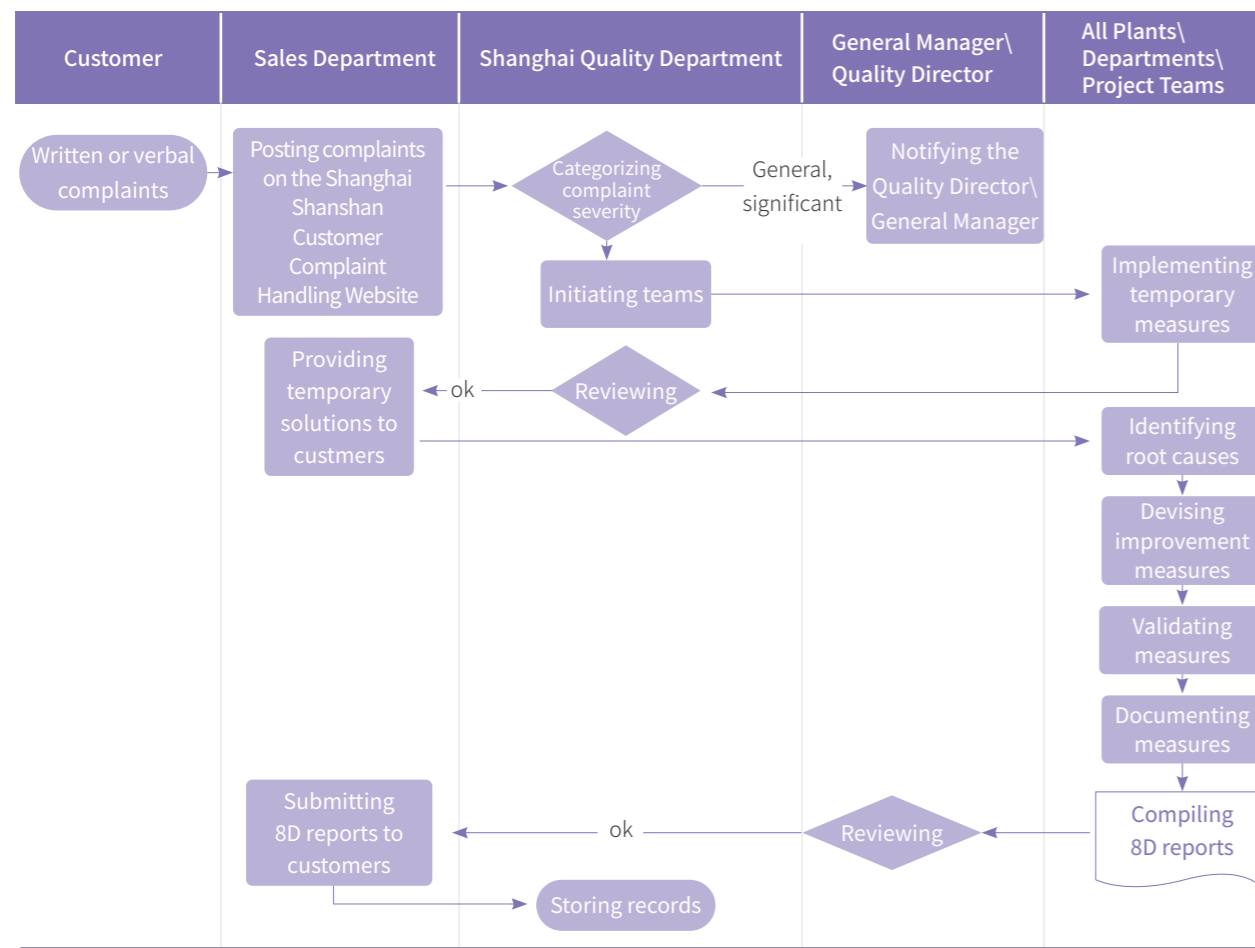 Customer
Sales Department
Shanghai Quality Department
General Manager\
Quality Director
All Plants\
Departments\
Project Teams
Written or verbal
complaints
Posting complaints
on the Shanghai
Shanshan
Customer
Complaint
Handling Website
Categorizing
complaint
severity
General,
significant
Notifying the
Quality Director\
General Manager
Initiating teams
Implementing
temporary
measures
Reviewing
ok
Providing
temporary
solutions to
custmers
Identifying
root causes
Devising
improvement
measures
Validating
measures
Documenting
measures
Compiling
8D reports
Reviewing
ok
Submitting
8D reports to
customers
Storing records